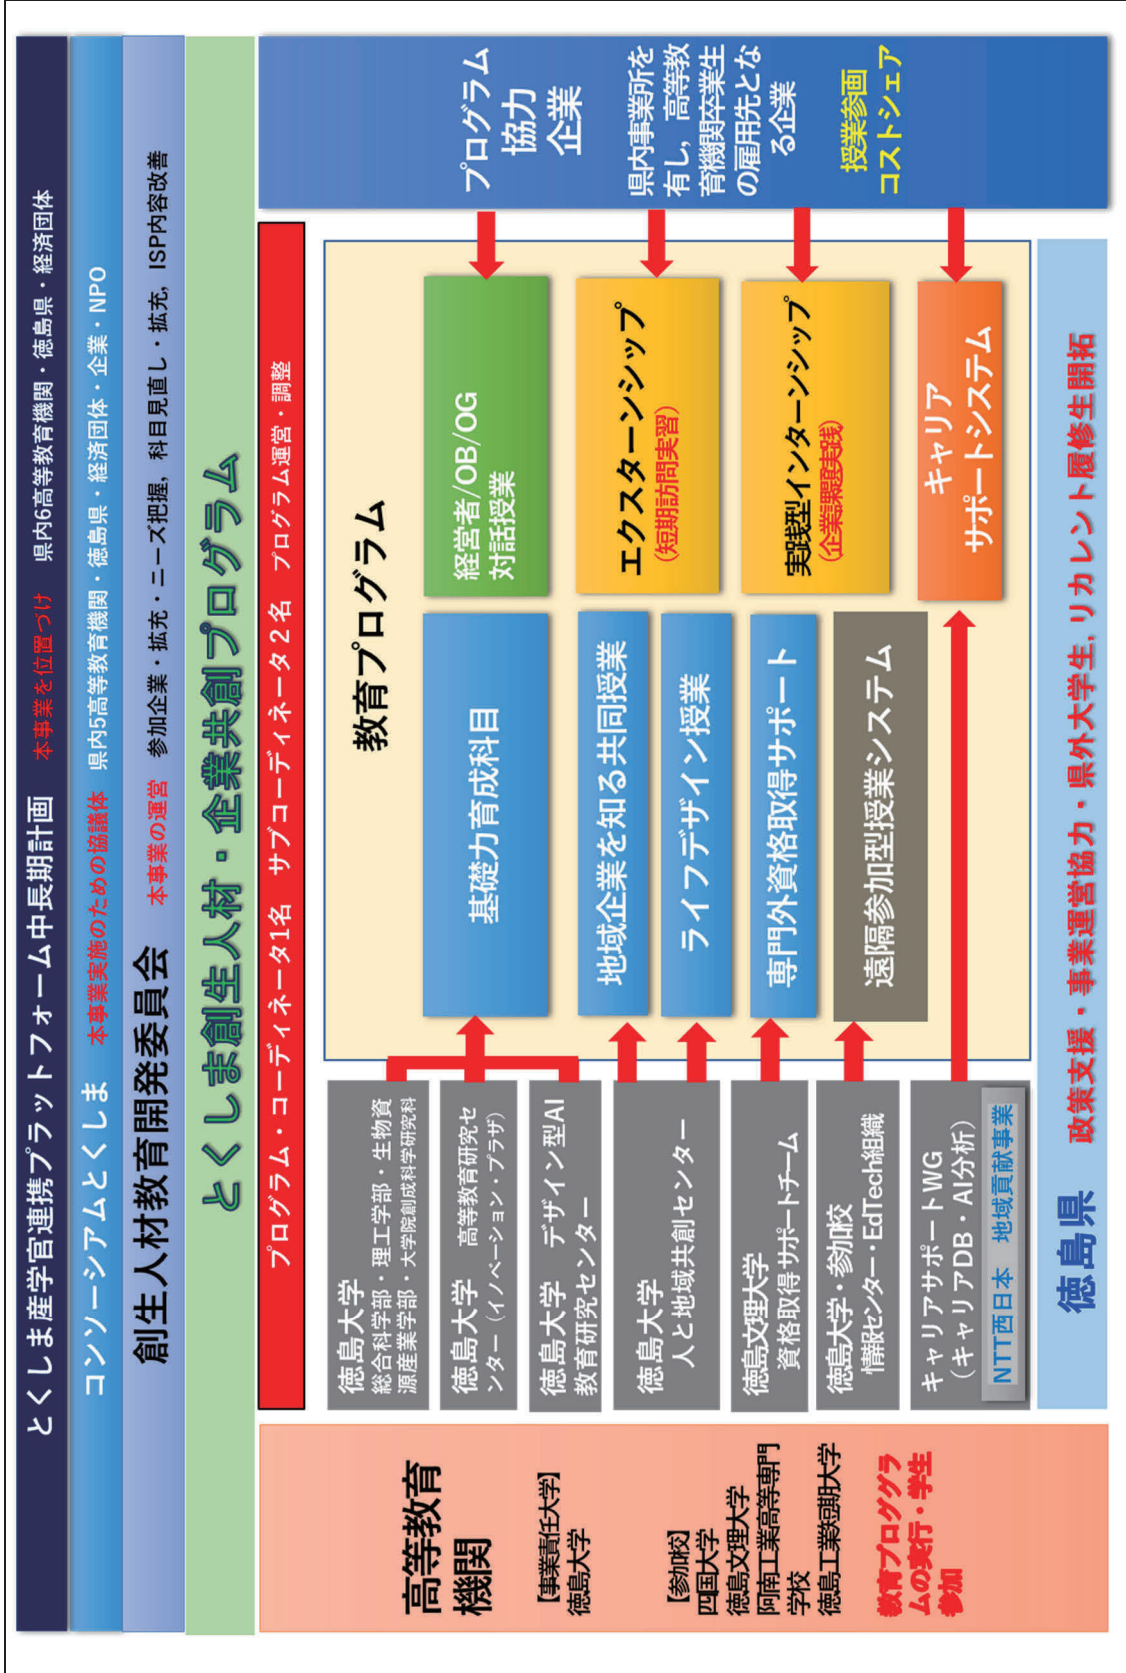 とくしま産学官連携プラットフォーム中長期計画 本事業を位置づけ 県内6高等教育機関・徳島県・経済団体
コンソーシアムとくしま 本事業実施のための協議体 県内5高等教育機関・徳島県・経済団体・企業・NPO
創生人材教育開発委員会 本事業の運営 参加企業・拡充・ニーズ把握，科目見直し・拡充，ISP内容改善
とくしま創生人材・企業共創プログラム
プログラム・コーディネータ1名 サブコーディネータ２名 プログラム運営・調整
高等教育
機関
【事業責任大学】
徳島大学
【参加校】
四国大学
徳島文理大学
阿南工業高等専門
学校
徳島工業短期大学
教育プロググラ
ムの実行・学生
参加
徳島大学
総合科学部・理工学部・生物資
源産業学部・大学院創成科学研究科
徳島大学 高等教育研究セ
ンター（イノベーション・プラザ）
徳島大学 デザイン型AI
教育研究センター
徳島大学
人と地域共創センター
徳島文理大学
資格取得サポートチーム
徳島大学・参加校
情報センター・EdTech組織
キャリアサポートWG
（キャリアDB・AI分析）
NTT西日本 地域貢献事業
教育プログラム
基礎力育成科目
地域企業を知る共同授業
ライフデザイン授業
専門外資格取得サポート
遠隔参加型授業システム
経営者/OB/OG
対話授業
エクスターンシップ
（短期訪問実習）
実践型インターンシップ
（企業課題実践）
キャリア
サポートシステム
プログラム
協力
企業
県内事業所を
有し，高等教
育機関卒業生
の雇用先とな
る企業
授業参画
コストシェア
徳島県 政策支援・事業運営協力・県外大学生，リカレント履修生開拓